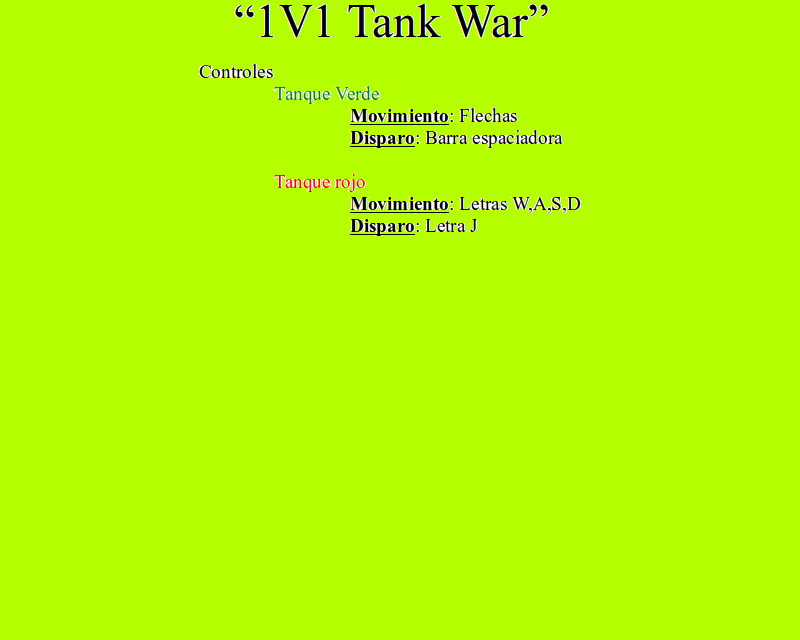 “1V1 Tank War”
Controles
Tanque Verde
Movimiento: Flechas
Disparo: Barra espaciadora
Tanque rojo
Movimiento: Letras W,A,S,D
Disparo: Letra J